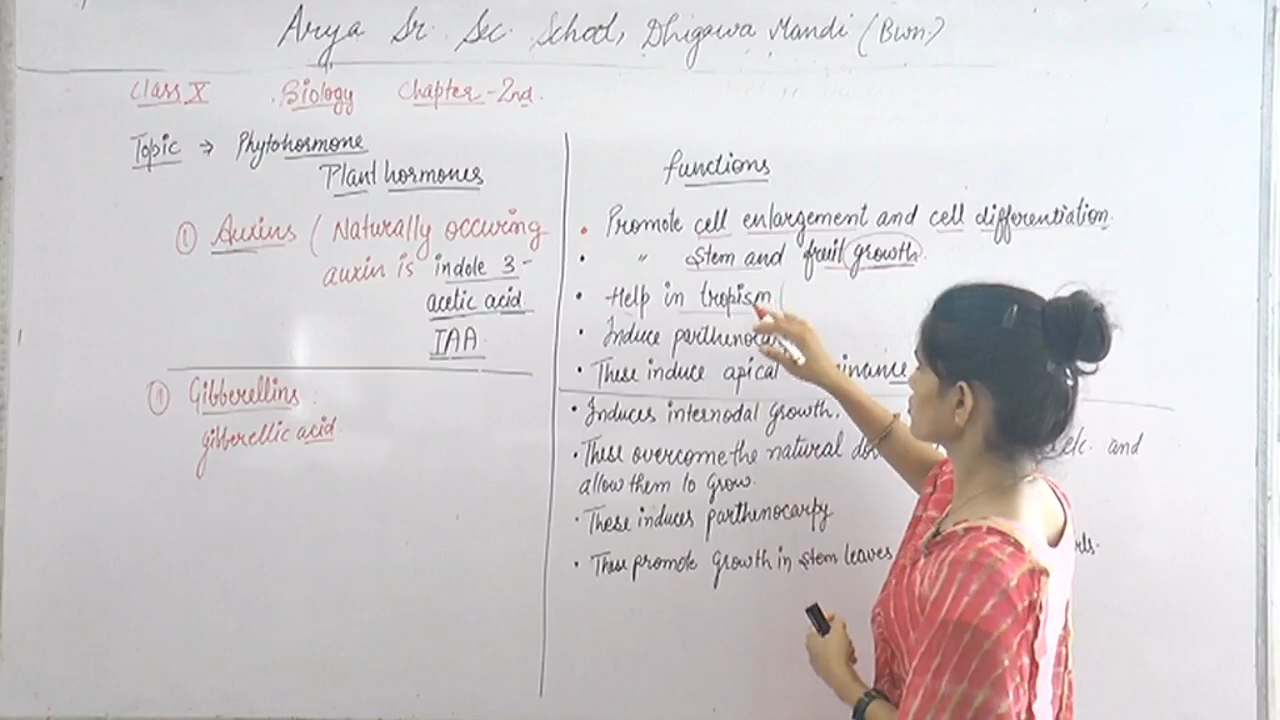 Arya Sr. Sec. School, Dhigawa Mandi (Bwn.)
Class X Biology Chapter-2nd.
Topic → Phytohormone
Plant hormones
① Auxins ( Naturally occuring
auxin is indole 3-
acetic acid
IAA
① Gibberellins :
gibberellic acid
functions
• Promote cell enlargement and cell differentiation.
• " Stem and fruit growth.
• Help in tropism (
• Induce
• These induce apical
• Induces internodal growth.
• These overcome the natural etc. and
allow them to grow.
• These induces parthenocarpy
• These promote growth in stem leaves